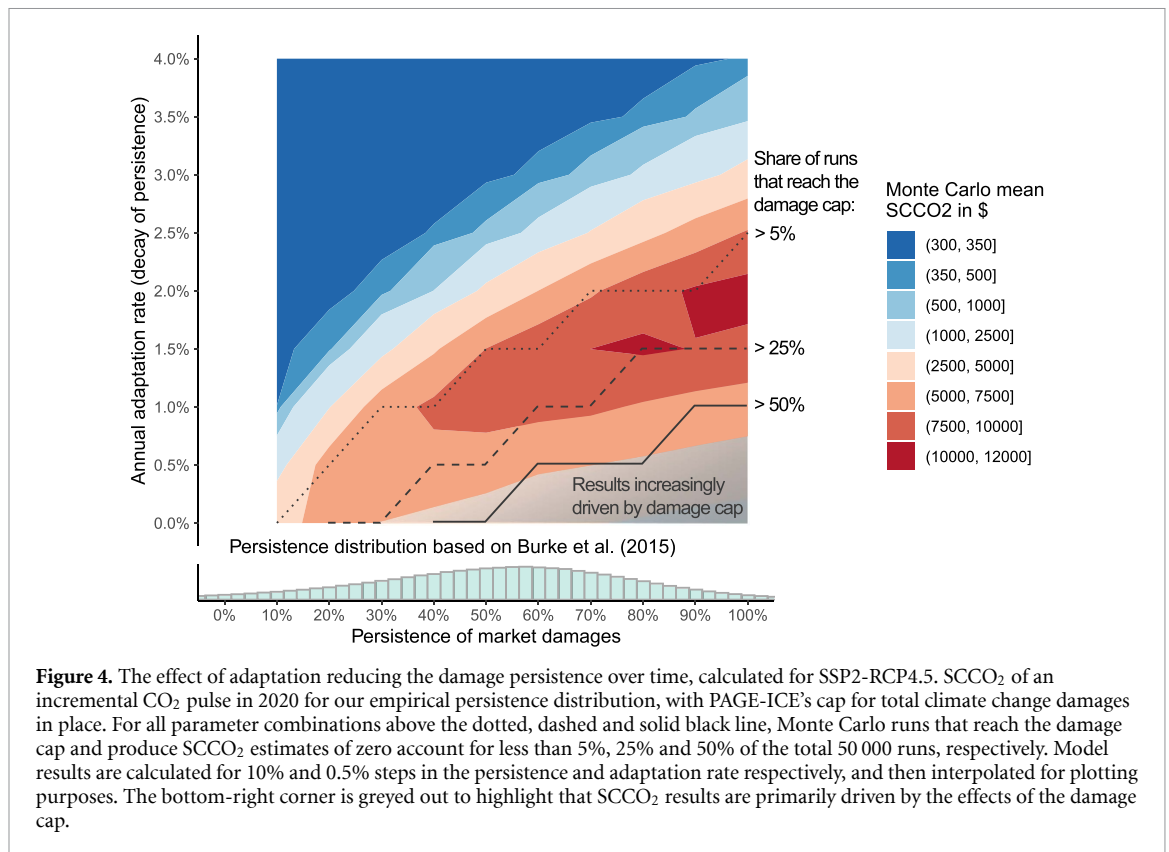 4.0%
3.5%
3.0%
2.5%
2.0%
1.5%
1.0%
0.5%
0.0%
Annual adaptation rate (decay of persistence)
Share of runs
that reach the
damage cap:
> 5%
> 25%
> 50%
Results increasingly
driven by damage cap
Monte Carlo mean
SCCO2 in $
(300, 350]
(350, 500]
(500, 1000]
(1000, 2500]
(2500, 5000]
(5000, 7500]
(7500, 10000]
(10000, 12000]
Persistence distribution based on Burke et al. (2015)
0% 10% 20% 30% 40% 50% 60% 70% 80% 90% 100%
Persistence of market damages
Figure 4. The effect of adaptation reducing the damage persistence over time, calculated for SSP2-RCP4.5. SCCO₂ of an
incremental CO₂ pulse in 2020 for our empirical persistence distribution, with PAGE-ICE's cap for total climate change damages
in place. For all parameter combinations above the dotted, dashed and solid black line, Monte Carlo runs that reach the damage
cap and produce SCCO₂ estimates of zero account for less than 5%, 25% and 50% of the total 50 000 runs, respectively. Model
results are calculated for 10% and 0.5% steps in the persistence and adaptation rate respectively, and then interpolated for plotting
purposes. The bottom-right corner is greyed out to highlight that SCCO₂ results are primarily driven by the effects of the damage
cap.